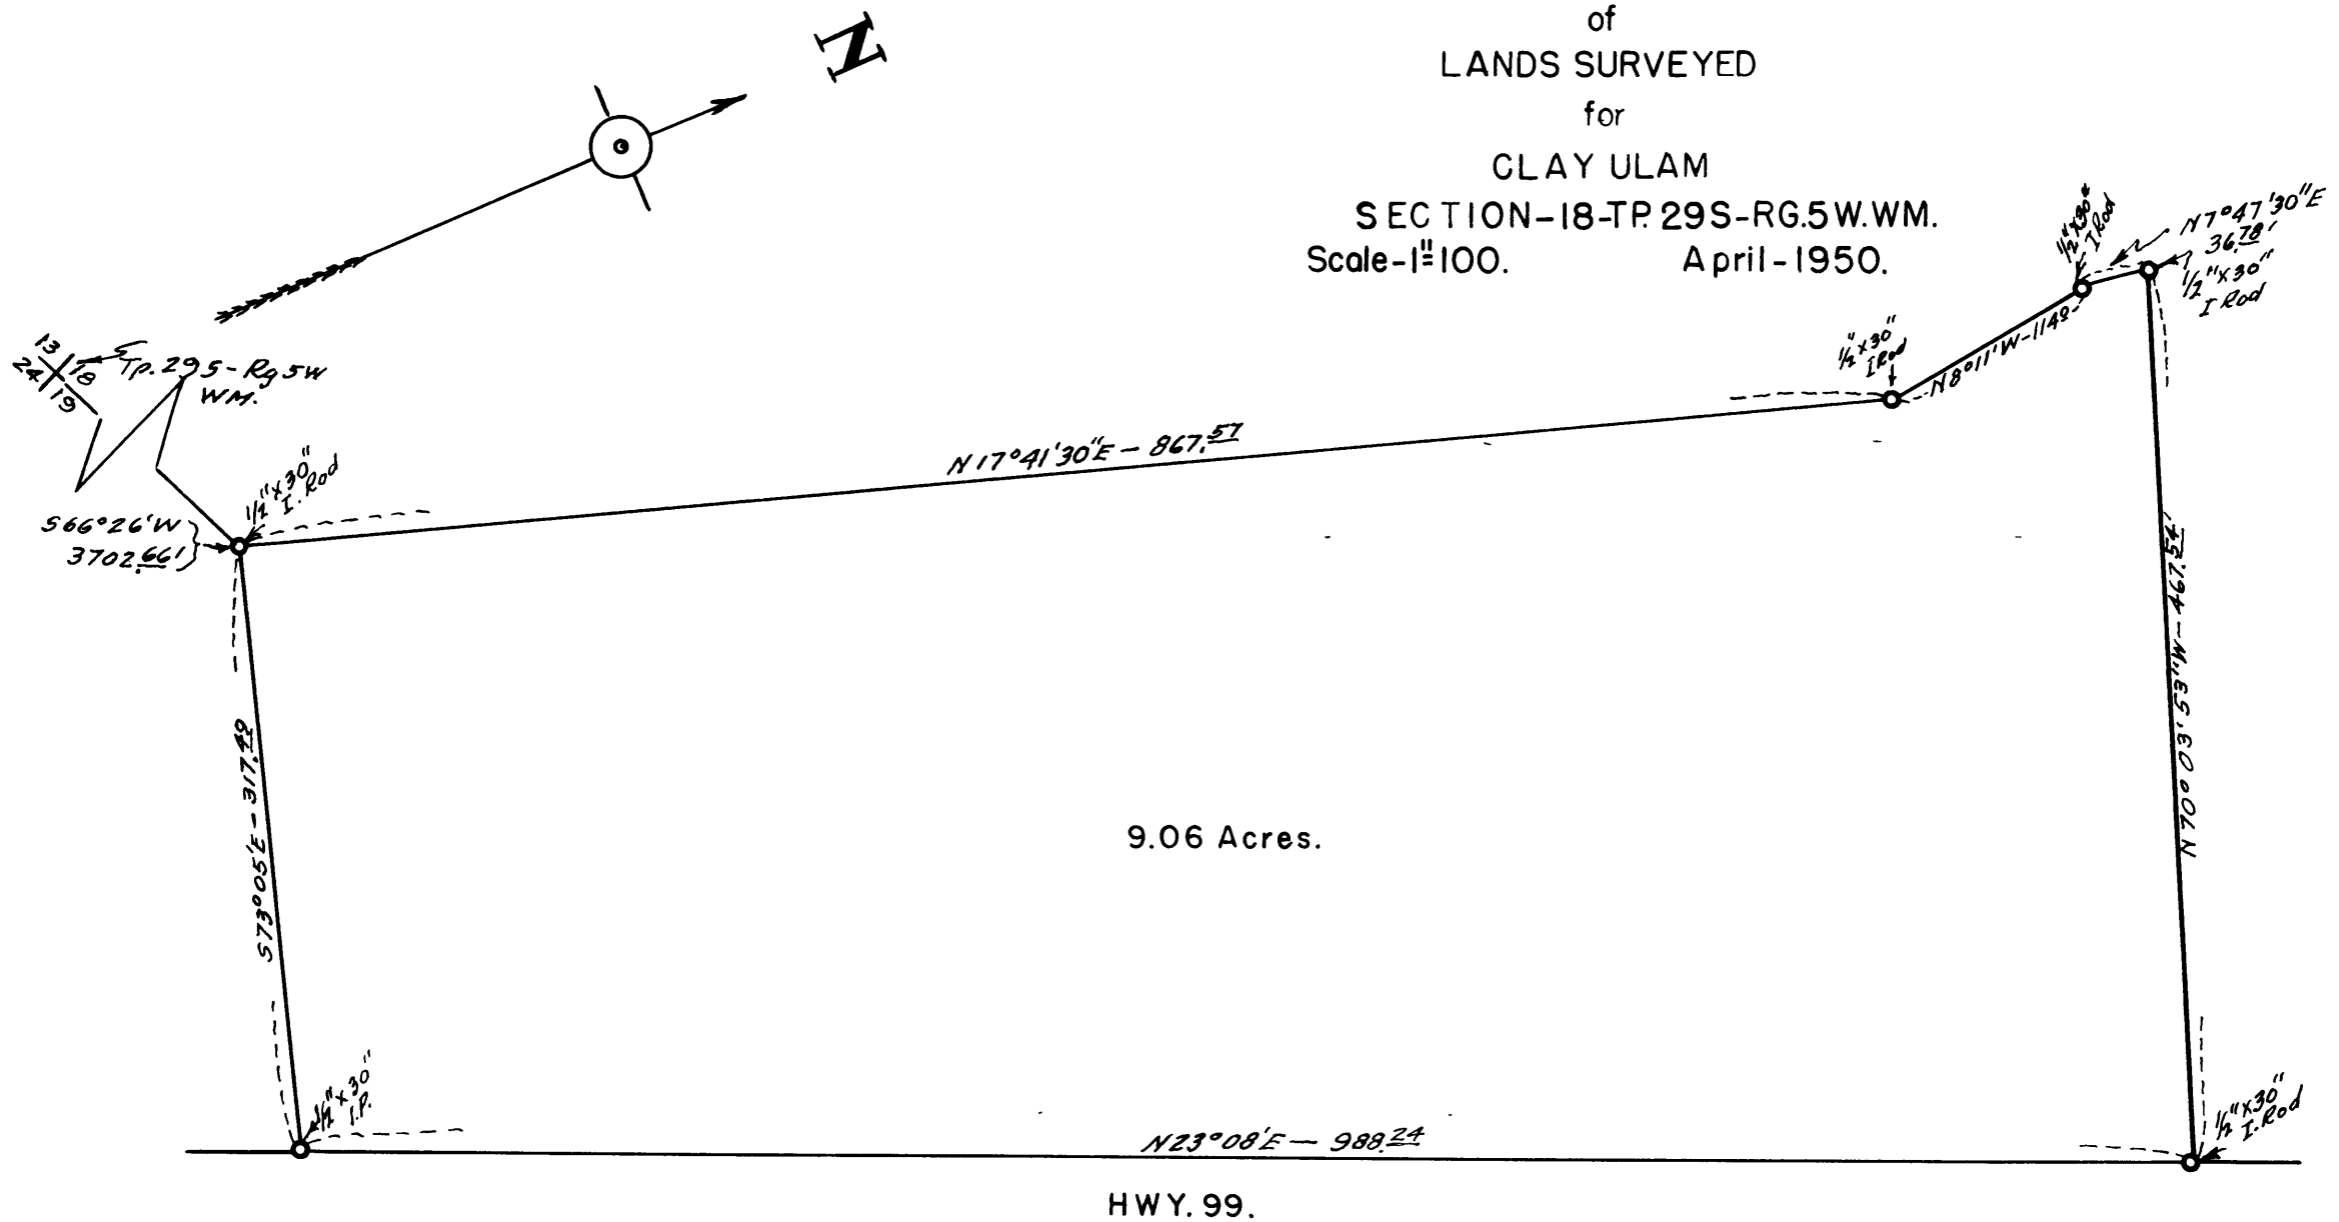 N
of
LANDS SURVEYED
for
CLAY ULAM
SECTION-18-TP. 29S-RG.5W.WM.
Scale-1"=100. April-1950.
13 18
24 19
Tp. 29S-Rg5W
WM.
S66°26'W
3702.66'
1/2"x30"
I. Rod
N17°41'30"E - 867.57
1/2"x30"
I Rod
N8°11'W-114.0
1/2"x30"
I Rod
N7°47'30"E
36.78'
1/2"x30"
I Rod
S73°05'E - 317.40
N70°03'53"W-467.54'
9.06 Acres.
1/2"x30"
I.P.
N23°08'E - 988.24
1/2"x30"
I. Rod
HWY. 99.